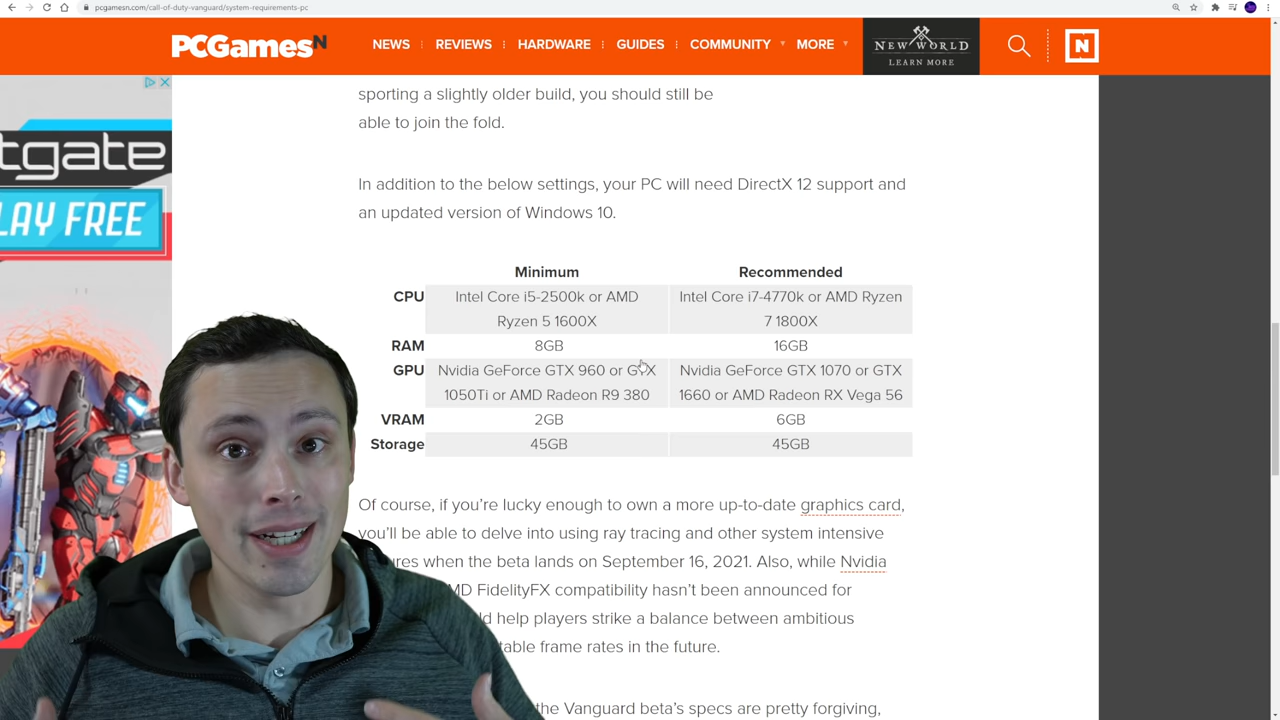 pcgamesn.com/call-of-duty-vanguard/system-requirements-pc
PCGamesN
NEWS
REVIEWS
HARDWARE
GUIDES
COMMUNITY
MORE
NEW WORLD
LEARN MORE
N
tgate
LAY FREE
sporting a slightly older build, you should still be
able to join the fold.
In addition to the below settings, your PC will need DirectX 12 support and
an updated version of Windows 10.
Minimum Recommended
CPU Intel Core i5-2500k or AMD Ryzen 5 1600X Intel Core i7-4770k or AMD Ryzen 7 1800X
RAM 8GB 16GB
GPU Nvidia GeForce GTX 960 or GTX 1050Ti or AMD Radeon R9 380 Nvidia GeForce GTX 1070 or GTX 1660 or AMD Radeon RX Vega 56
VRAM 2GB 6GB
Storage 45GB 45GB
Of course, if you're lucky enough to own a more up-to-date graphics card,
you'll be able to delve into using ray tracing and other system intensive
ures when the beta lands on September 16, 2021. Also, while Nvidia
MD FidelityFX compatibility hasn't been announced for
d help players strike a balance between ambitious
table frame rates in the future.
the Vanguard beta's specs are pretty forgiving,